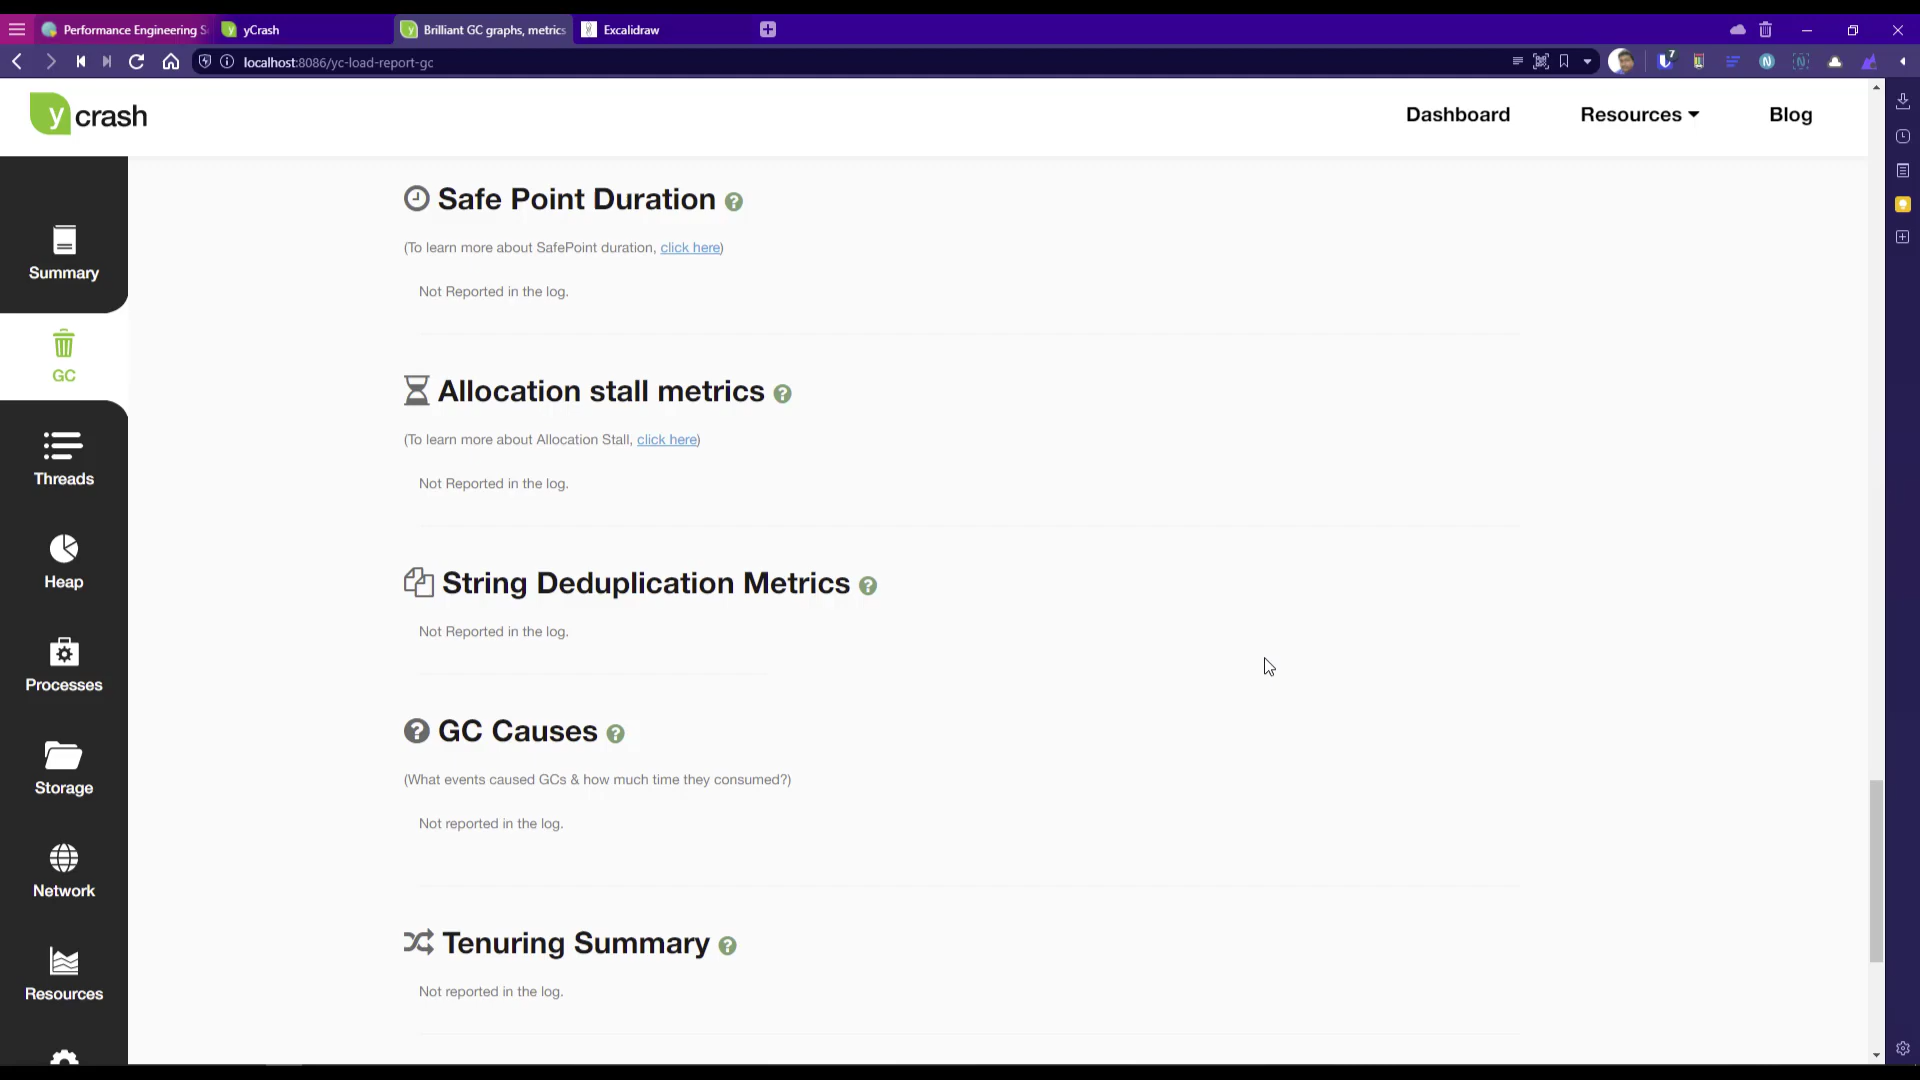 Performance Engineering S
yCrash
Brilliant GC graphs, metrics
Excalidraw
localhost:8086/yc-load-report-gc
7
y crash
Dashboard
Resources
Blog
Summary
GC
Threads
Heap
Processes
Storage
Network
Resources
Safe Point Duration ?
(To learn more about SafePoint duration, click here)
Not Reported in the log.
Allocation stall metrics ?
(To learn more about Allocation Stall, click here)
Not Reported in the log.
String Deduplication Metrics ?
Not Reported in the log.
? GC Causes ?
(What events caused GCs & how much time they consumed?)
Not reported in the log.
Tenuring Summary ?
Not reported in the log.